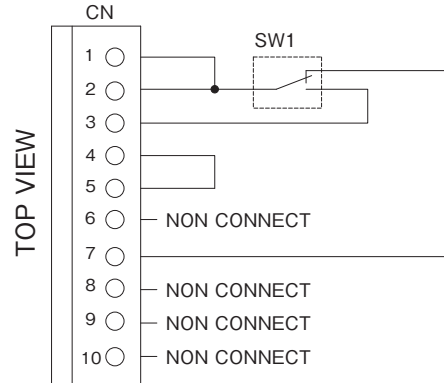 CN
SW1
TOP VIEW
1
2
3
4
5
6 NON CONNECT
7
8 NON CONNECT
9 NON CONNECT
10 NON CONNECT